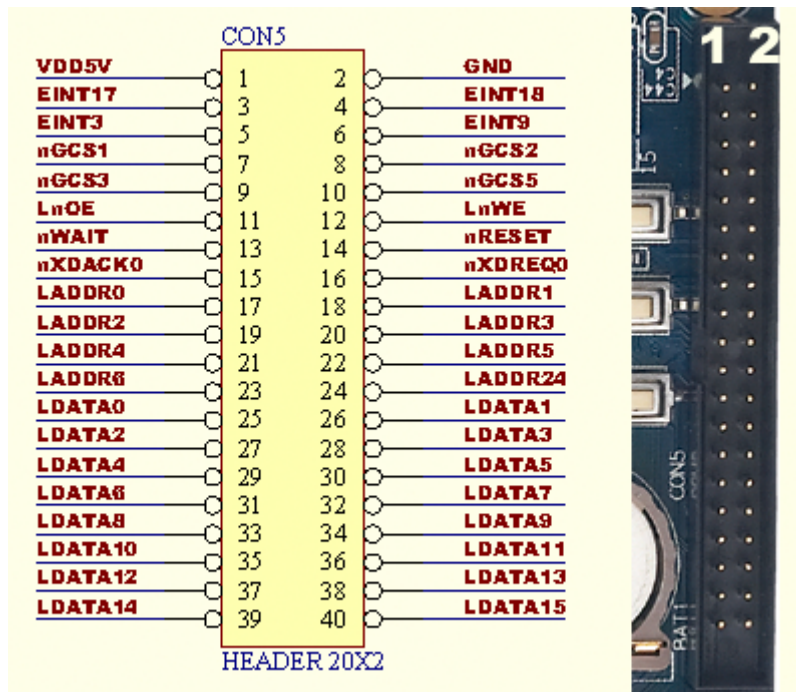 CON5
VDD5V 1 2 GND
EINT17 3 4 EINT18
EINT3 5 6 EINT9
nGCS1 7 8 nGCS2
nGCS3 9 10 nGCS5
LnOE 11 12 LnWE
nWAIT 13 14 nRESET
nXDACK0 15 16 nXDREQ0
LADDR0 17 18 LADDR1
LADDR2 19 20 LADDR3
LADDR4 21 22 LADDR5
LADDR6 23 24 LADDR24
LDATA0 25 26 LDATA1
LDATA2 27 28 LDATA3
LDATA4 29 30 LDATA5
LDATA6 31 32 LDATA7
LDATA8 33 34 LDATA9
LDATA10 35 36 LDATA11
LDATA12 37 38 LDATA13
LDATA14 39 40 LDATA15
HEADER 20X2
1 2
CON5
BAT1